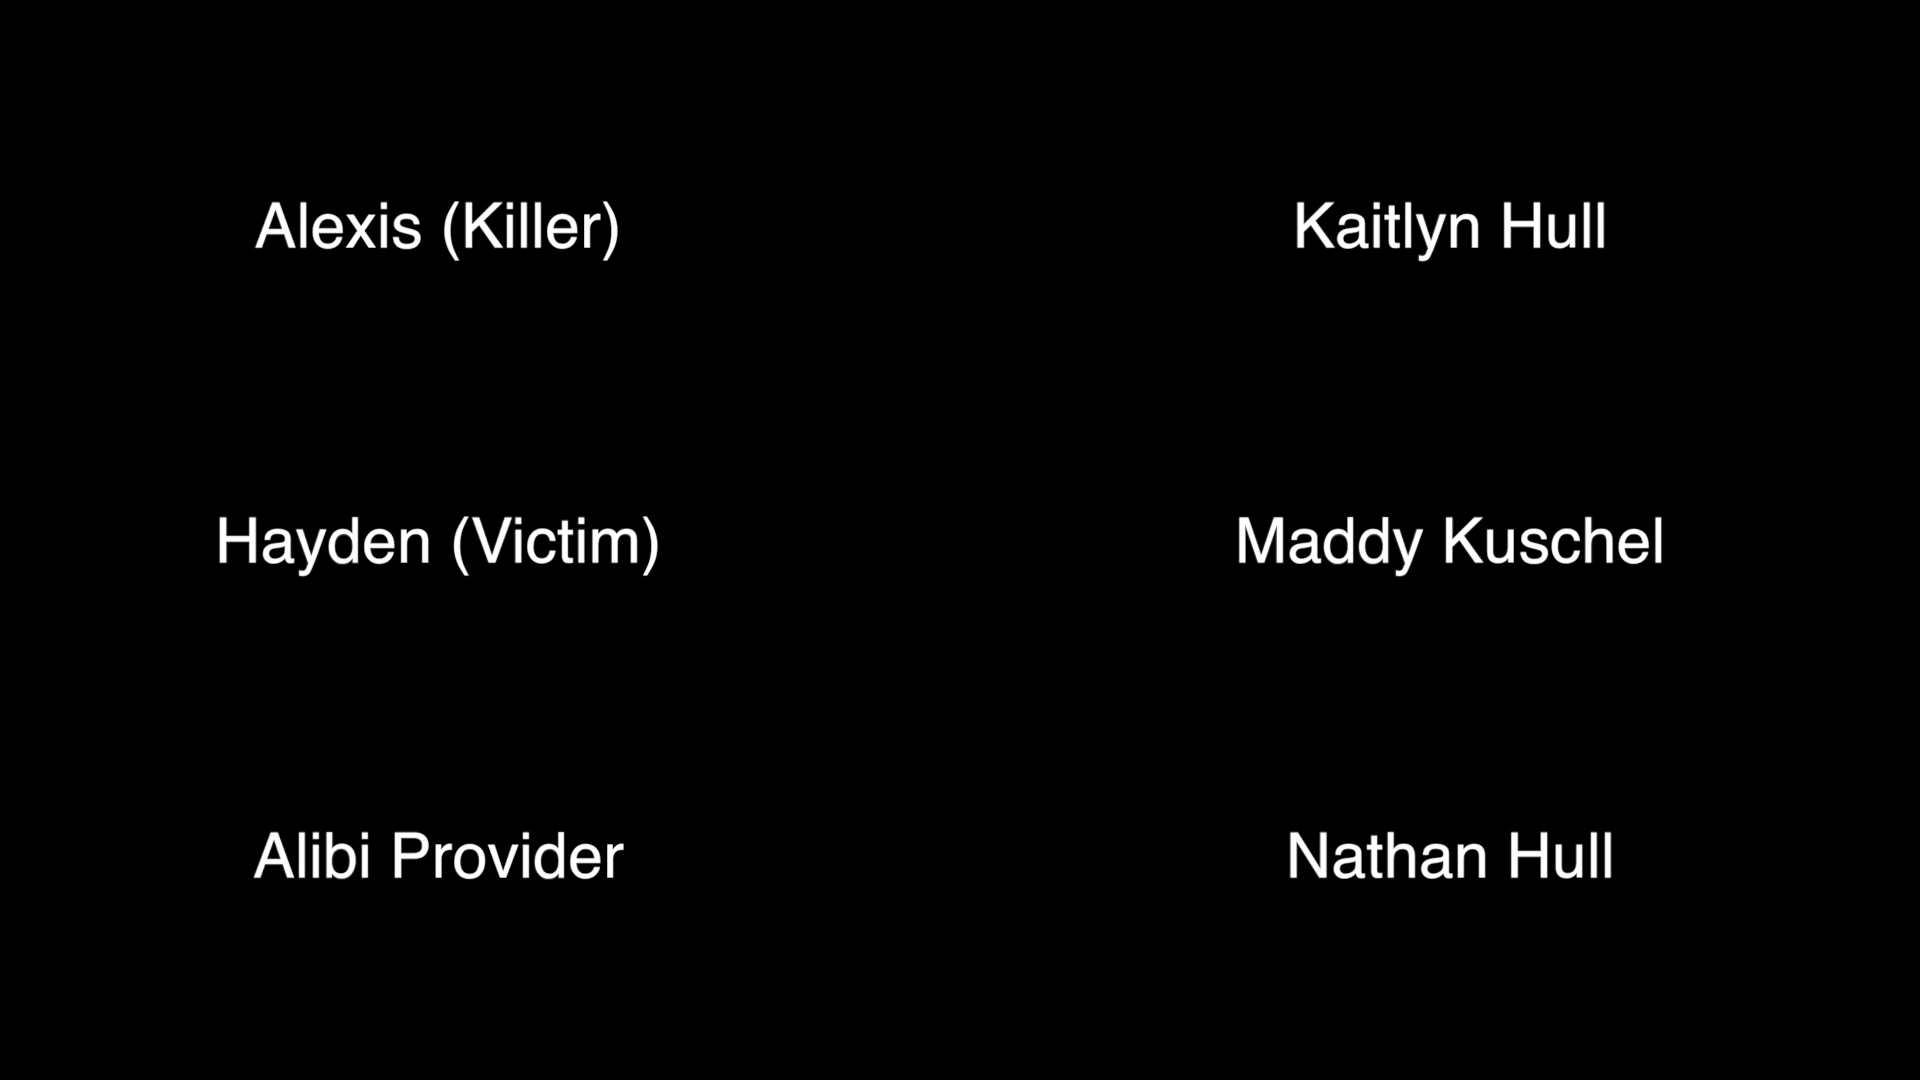 Alexis (Killer) Kaitlyn Hull
Hayden (Victim) Maddy Kuschel
Alibi Provider Nathan Hull